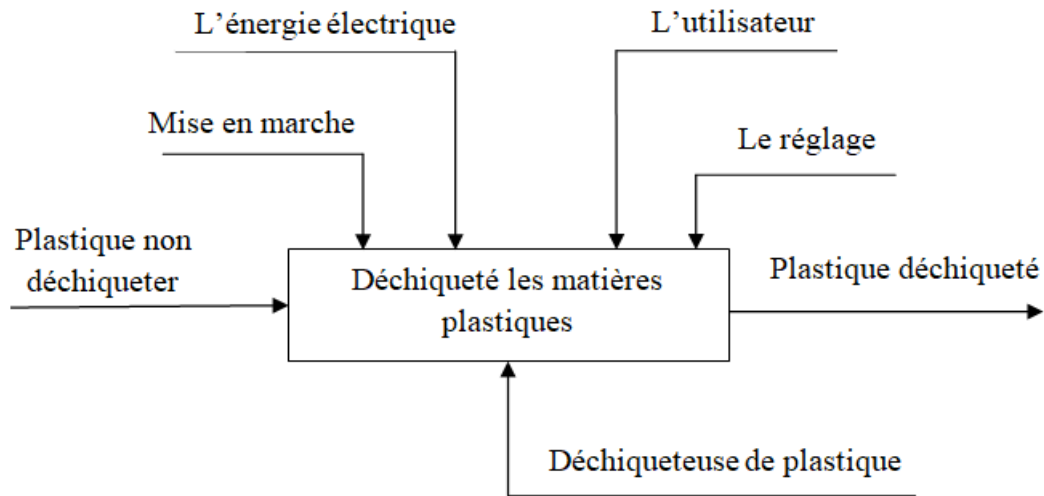 L’énergie électrique
L’utilisateur
Mise en marche
Le réglage
Plastique non
déchiqueter
Déchiqueté les matières
plastiques
Plastique déchiqueté
Déchiqueteuse de plastique